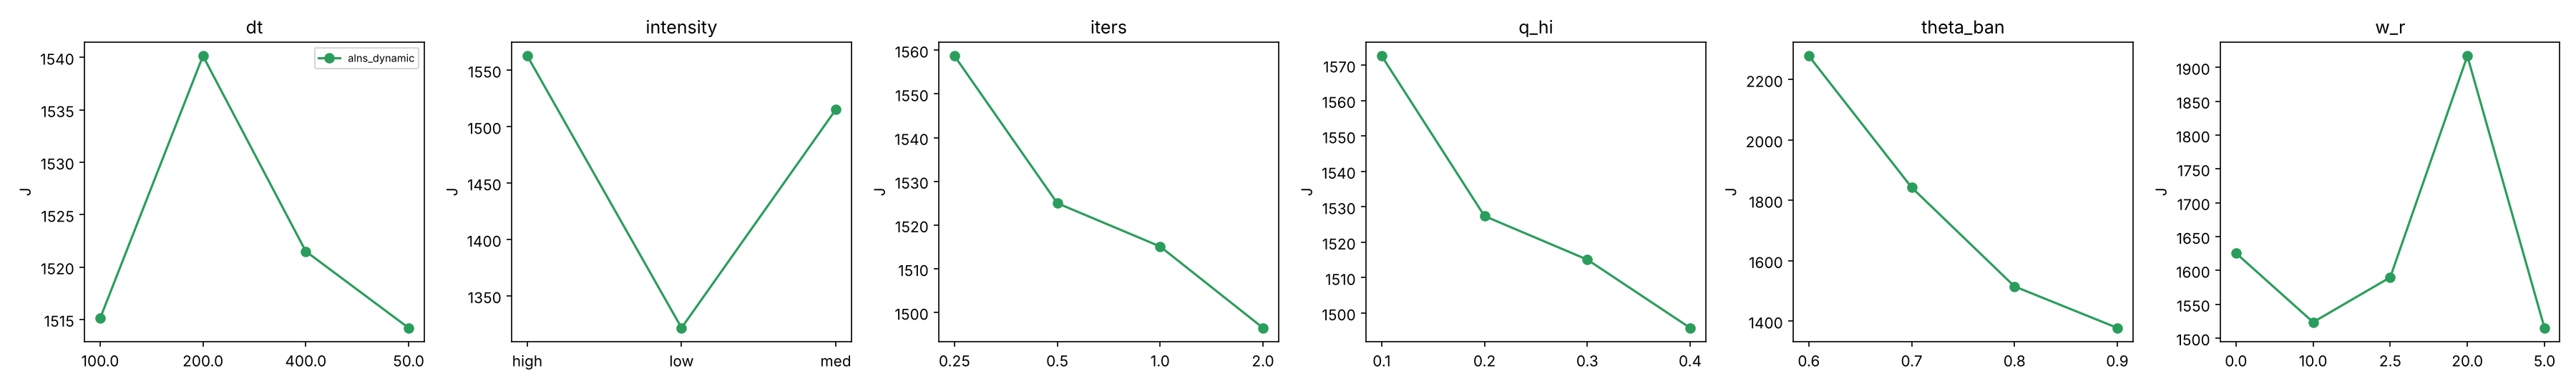 dt
J
1540
1535
1530
1525
1520
1515
100.0 200.0 400.0 50.0
alns_dynamic
intensity
J
1550
1500
1450
1400
1350
high low med
iters
J
1560
1550
1540
1530
1520
1510
1500
0.25 0.5 1.0 2.0
q_hi
J
1570
1560
1550
1540
1530
1520
1510
1500
0.1 0.2 0.3 0.4
theta_ban
J
2200
2000
1800
1600
1400
0.6 0.7 0.8 0.9
w_r
J
1900
1850
1800
1750
1700
1650
1600
1550
1500
0.0 10.0 2.5 20.0 5.0